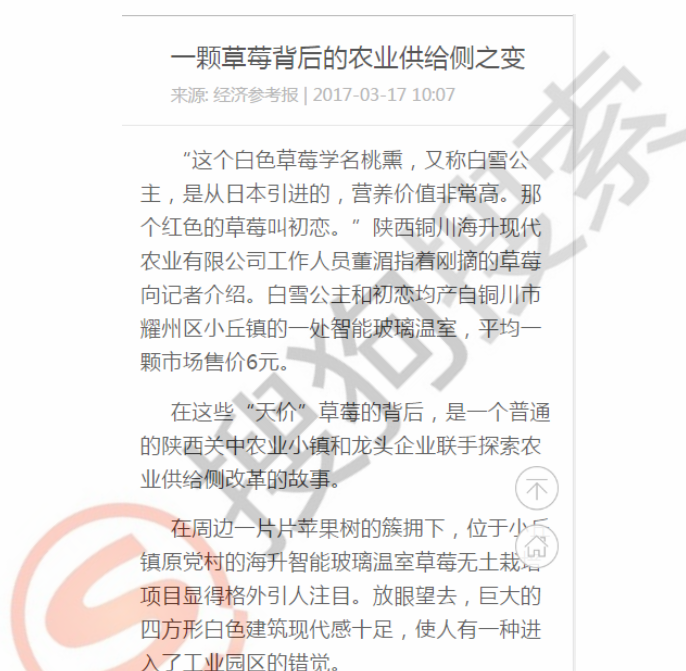 一颗草莓背后的农业供给侧之变
来源: 经济参考报 | 2017-03-17 10:07
“这个白色草莓学名桃熏，又称白雪公
主，是从日本引进的，营养价值非常高。那
个红色的草莓叫初恋。”陕西铜川海升现代
农业有限公司工作人员董湄指着刚摘的草莓
向记者介绍。白雪公主和初恋均产自铜川市
耀州区小丘镇的一处智能玻璃温室，平均一
颗市场售价6元。
在这些“天价”草莓的背后，是一个普通
的陕西关中农业小镇和龙头企业联手探索农
业供给侧改革的故事。
在周边一片片苹果树的簇拥下，位于小丘
镇原党村的海升智能玻璃温室草莓无土栽培
项目显得格外引人注目。放眼望去，巨大的
四方形白色建筑现代感十足，使人有一种进
入了工业园区的错觉。
搜狗搜索